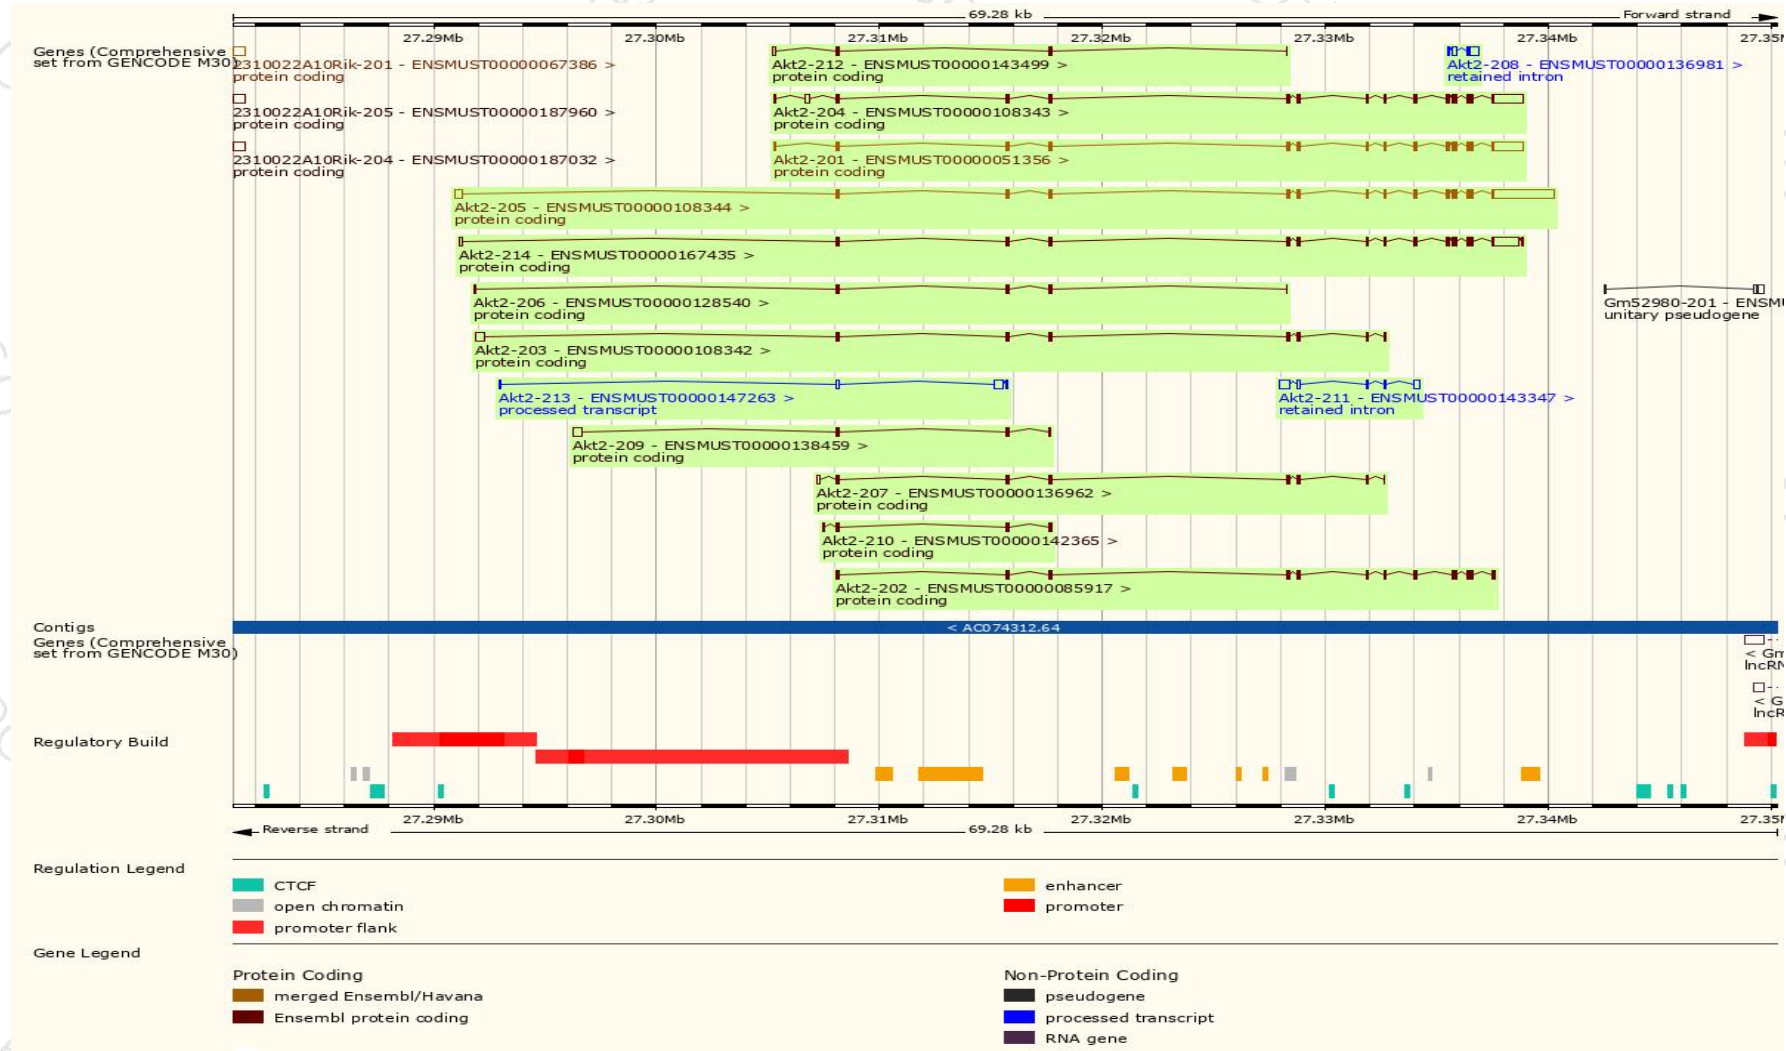 69.28 kb
Forward strand
27.29Mb 27.30Mb 27.31Mb 27.32Mb 27.33Mb 27.34Mb 27.35M
Genes (Comprehensive
set from GENCODE M30)
2310022A10Rik-201 - ENSMUST00000067386 >
protein coding
Akt2-212 - ENSMUST00000143499 >
protein coding
Akt2-208 - ENSMUST00000136981 >
retained intron
2310022A10Rik-205 - ENSMUST00000187960 >
protein coding
Akt2-204 - ENSMUST00000108343 >
protein coding
2310022A10Rik-204 - ENSMUST00000187032 >
protein coding
Akt2-201 - ENSMUST00000051356 >
protein coding
Akt2-205 - ENSMUST00000108344 >
protein coding
Akt2-214 - ENSMUST00000167435 >
protein coding
Akt2-206 - ENSMUST00000128540 >
protein coding
Gm52980-201 - ENSMU
unitary pseudogene
Akt2-203 - ENSMUST00000108342 >
protein coding
Akt2-213 - ENSMUST00000147263 >
processed transcript
Akt2-211 - ENSMUST00000143347 >
retained intron
Akt2-209 - ENSMUST00000138459 >
protein coding
Akt2-207 - ENSMUST00000136962 >
protein coding
Akt2-210 - ENSMUST00000142365 >
protein coding
Akt2-202 - ENSMUST00000085917 >
protein coding
Contigs
< AC074312.64
Genes (Comprehensive
set from GENCODE M30)
< Gm
lncRN
< G
lncR
Regulatory Build
27.29Mb 27.30Mb 27.31Mb 27.32Mb 27.33Mb 27.34Mb 27.35M
Reverse strand
69.28 kb
Regulation Legend
CTCF
enhancer
open chromatin
promoter
promoter flank
Gene Legend
Protein Coding
Non-Protein Coding
merged Ensembl/Havana
pseudogene
Ensembl protein coding
processed transcript
RNA gene